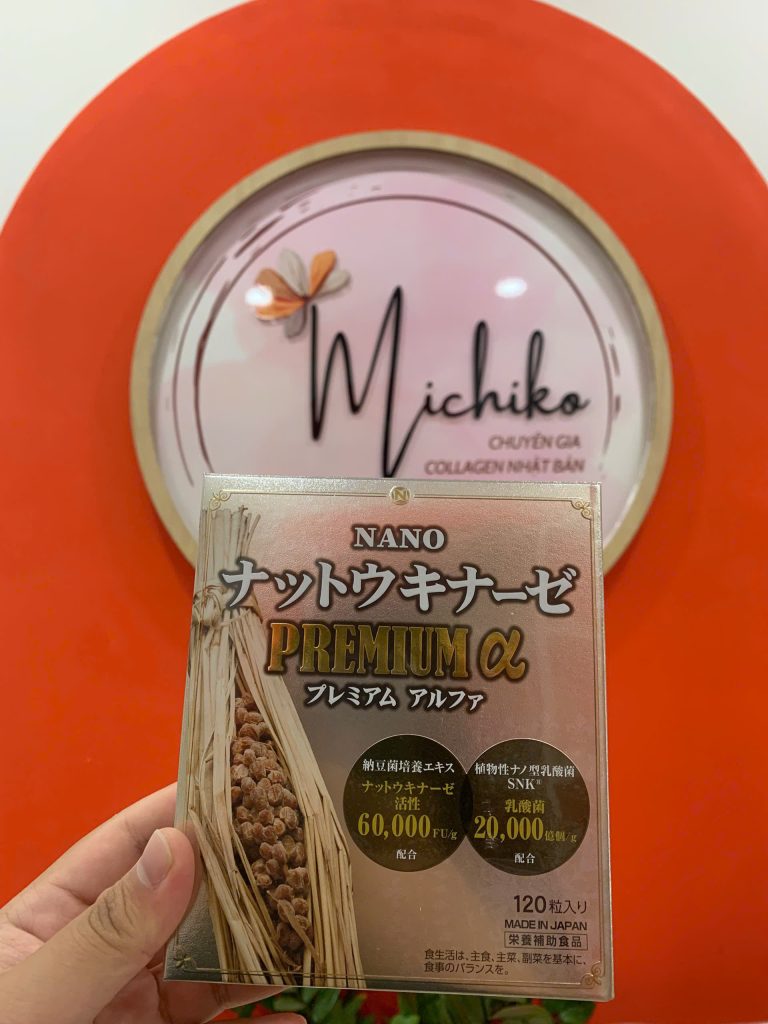 Michiko
CHUYÊN GIA
COLLAGEN NHẬT BẢN
N
NANO
ナットウキナーゼ
PREMIUM α
プレミアム アルファ
納豆菌培養エキス
ナットウキナーゼ
活性
60,000FU/g
配合
植物性ナノ型乳酸菌
SNK®
乳酸菌
20,000億個/g
配合
120粒入り
MADE IN JAPAN
栄養補助食品
食生活は、主食、主菜、副菜を基本に、
食事のバランスを。